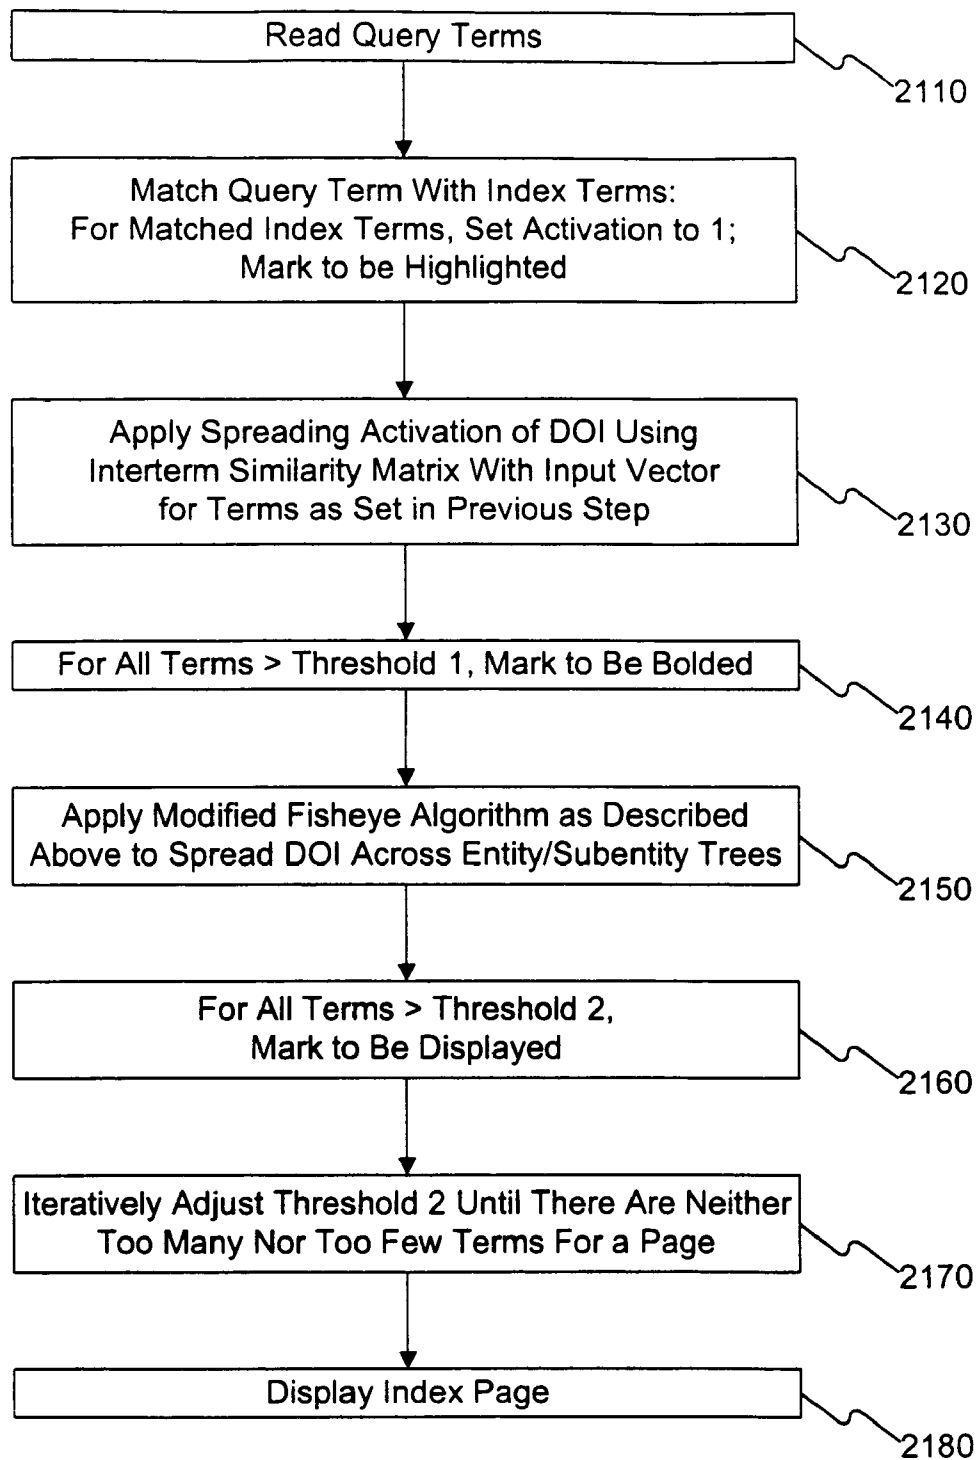 Read Query Terms
2110
Match Query Term With Index Terms:
For Matched Index Terms, Set Activation to 1;
Mark to be Highlighted
2120
Apply Spreading Activation of DOI Using
Interterm Similarity Matrix With Input Vector
for Terms as Set in Previous Step
2130
For All Terms > Threshold 1, Mark to Be Bolded
2140
Apply Modified Fisheye Algorithm as Described
Above to Spread DOI Across Entity/Subentity Trees
2150
For All Terms > Threshold 2,
Mark to Be Displayed
2160
Iteratively Adjust Threshold 2 Until There Are Neither
Too Many Nor Too Few Terms For a Page
2170
Display Index Page
2180